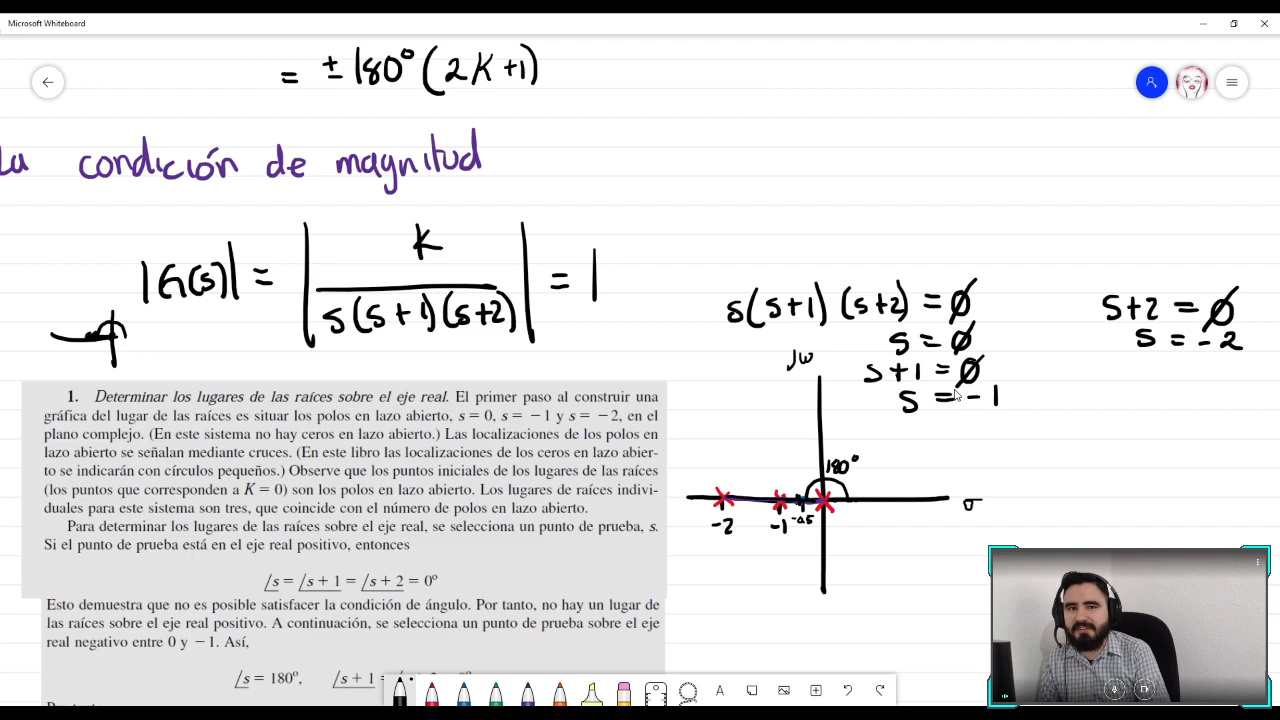 Microsoft Whiteboard
= ± 180° (2K+1)
La condición de magnitud
|G(s)| = | K / s(s+1)(s+2) | = 1
s(s+1)(s+2) = 0
s = 0
s+1 = 0
s = -1
s+2 = 0
s = -2
jw
180°
-2 -1
σ
1. Determinar los lugares de las raíces sobre el eje real. El primer paso al construir una
gráfica del lugar de las raíces es situar los polos en lazo abierto, s = 0, s = −1 y s = −2, en el
plano complejo. (En este sistema no hay ceros en lazo abierto.) Las localizaciones de los polos en
lazo abierto se señalan mediante cruces. (En este libro las localizaciones de los ceros en lazo abier-
to se indicarán con círculos pequeños.) Observe que los puntos iniciales de los lugares de las raíces
(los puntos que corresponden a K = 0) son los polos en lazo abierto. Los lugares de raíces indivi-
duales para este sistema son tres, que coincide con el número de polos en lazo abierto.
Para determinar los lugares de las raíces sobre el eje real, se selecciona un punto de prueba, s.
Si el punto de prueba está en el eje real positivo, entonces
/s = /s + 1 = /s + 2 = 0°
Esto demuestra que no es posible satisfacer la condición de ángulo. Por tanto, no hay un lugar de
las raíces sobre el eje real positivo. A continuación, se selecciona un punto de prueba sobre el eje
real negativo entre 0 y −1. Así,
/s = 180°, /s + 1 =